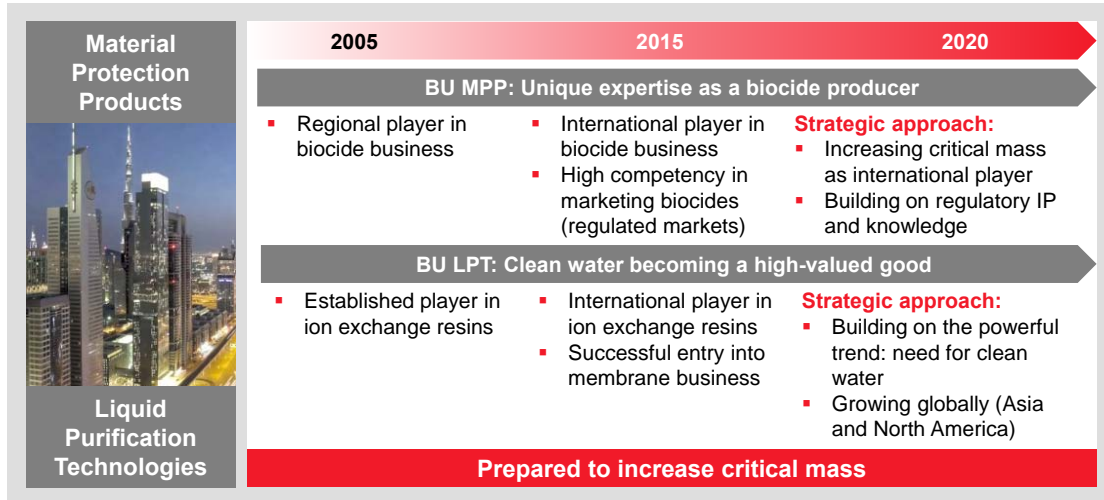 Material
Protection
Products
2005 2015 2020
BU MPP: Unique expertise as a biocide producer
▪ Regional player in
biocide business
▪ International player in
biocide business
▪ High competency in
marketing biocides
(regulated markets)
Strategic approach:
▪ Increasing critical mass
as international player
▪ Building on regulatory IP
and knowledge
BU LPT: Clean water becoming a high-valued good
▪ Established player in
ion exchange resins
▪ International player in
ion exchange resins
▪ Successful entry into
membrane business
Strategic approach:
▪ Building on the powerful
trend: need for clean
water
▪ Growing globally (Asia
and North America)
Liquid
Purification
Technologies
Prepared to increase critical mass